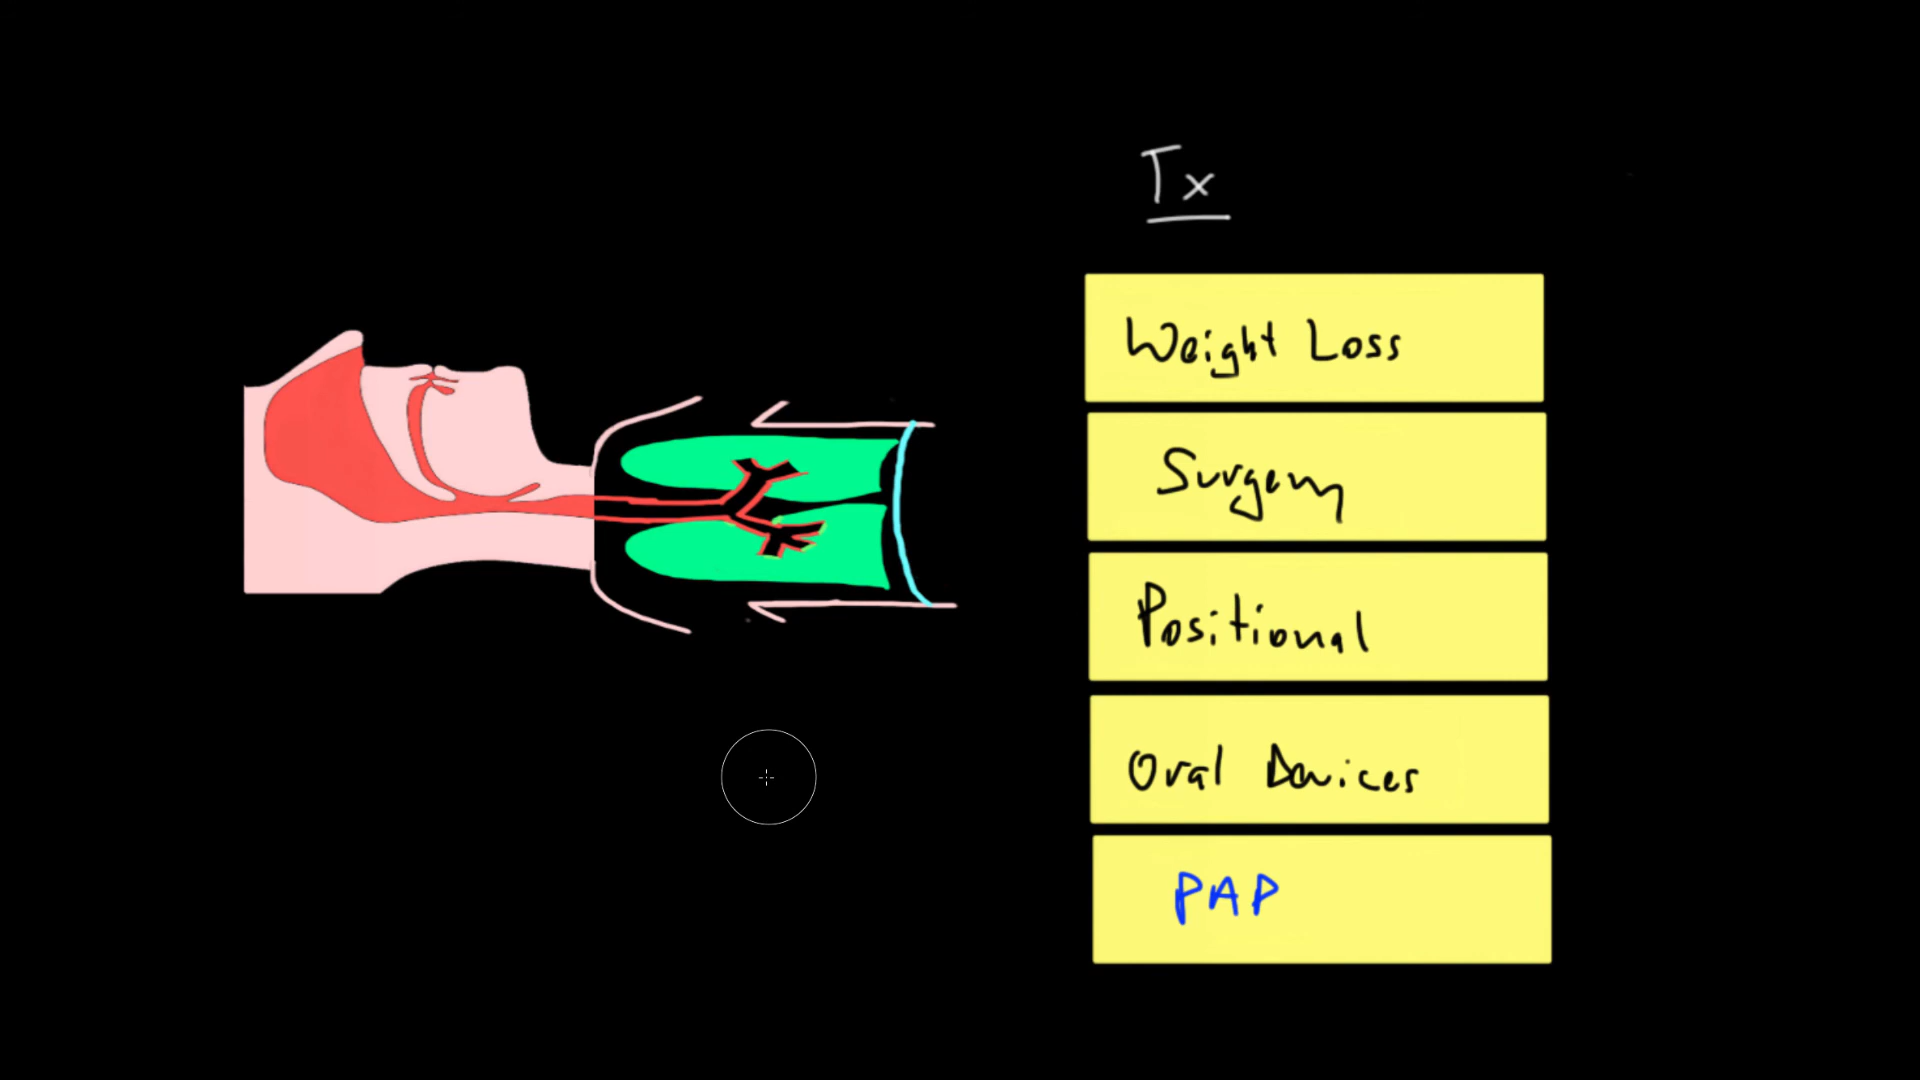 Tx
Weight Loss
Surgery
Positional
Oral Devices
PAP